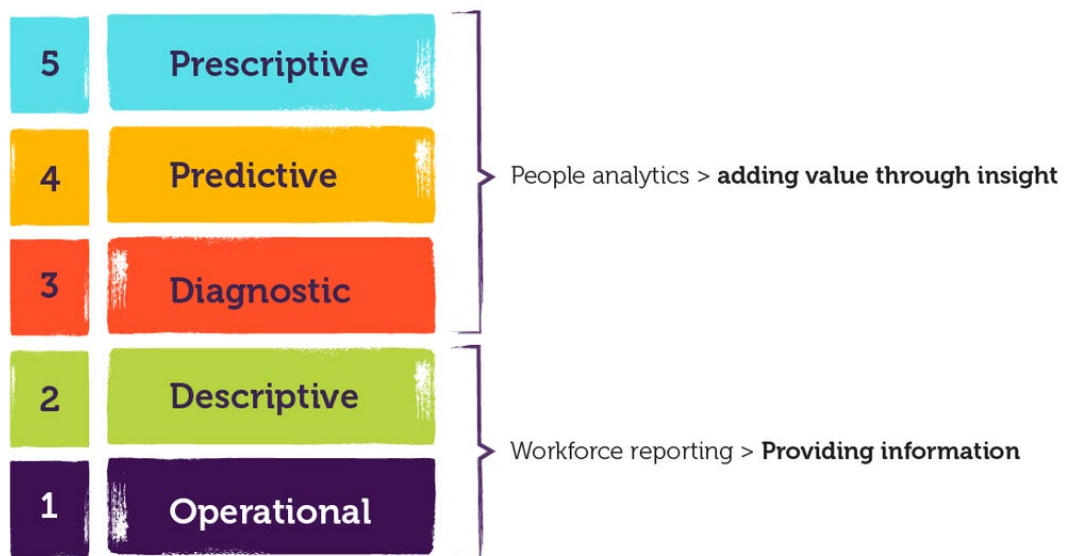 5 Prescriptive
4 Predictive
People analytics > adding value through insight
3 Diagnostic
2 Descriptive
Workforce reporting > Providing information
1 Operational